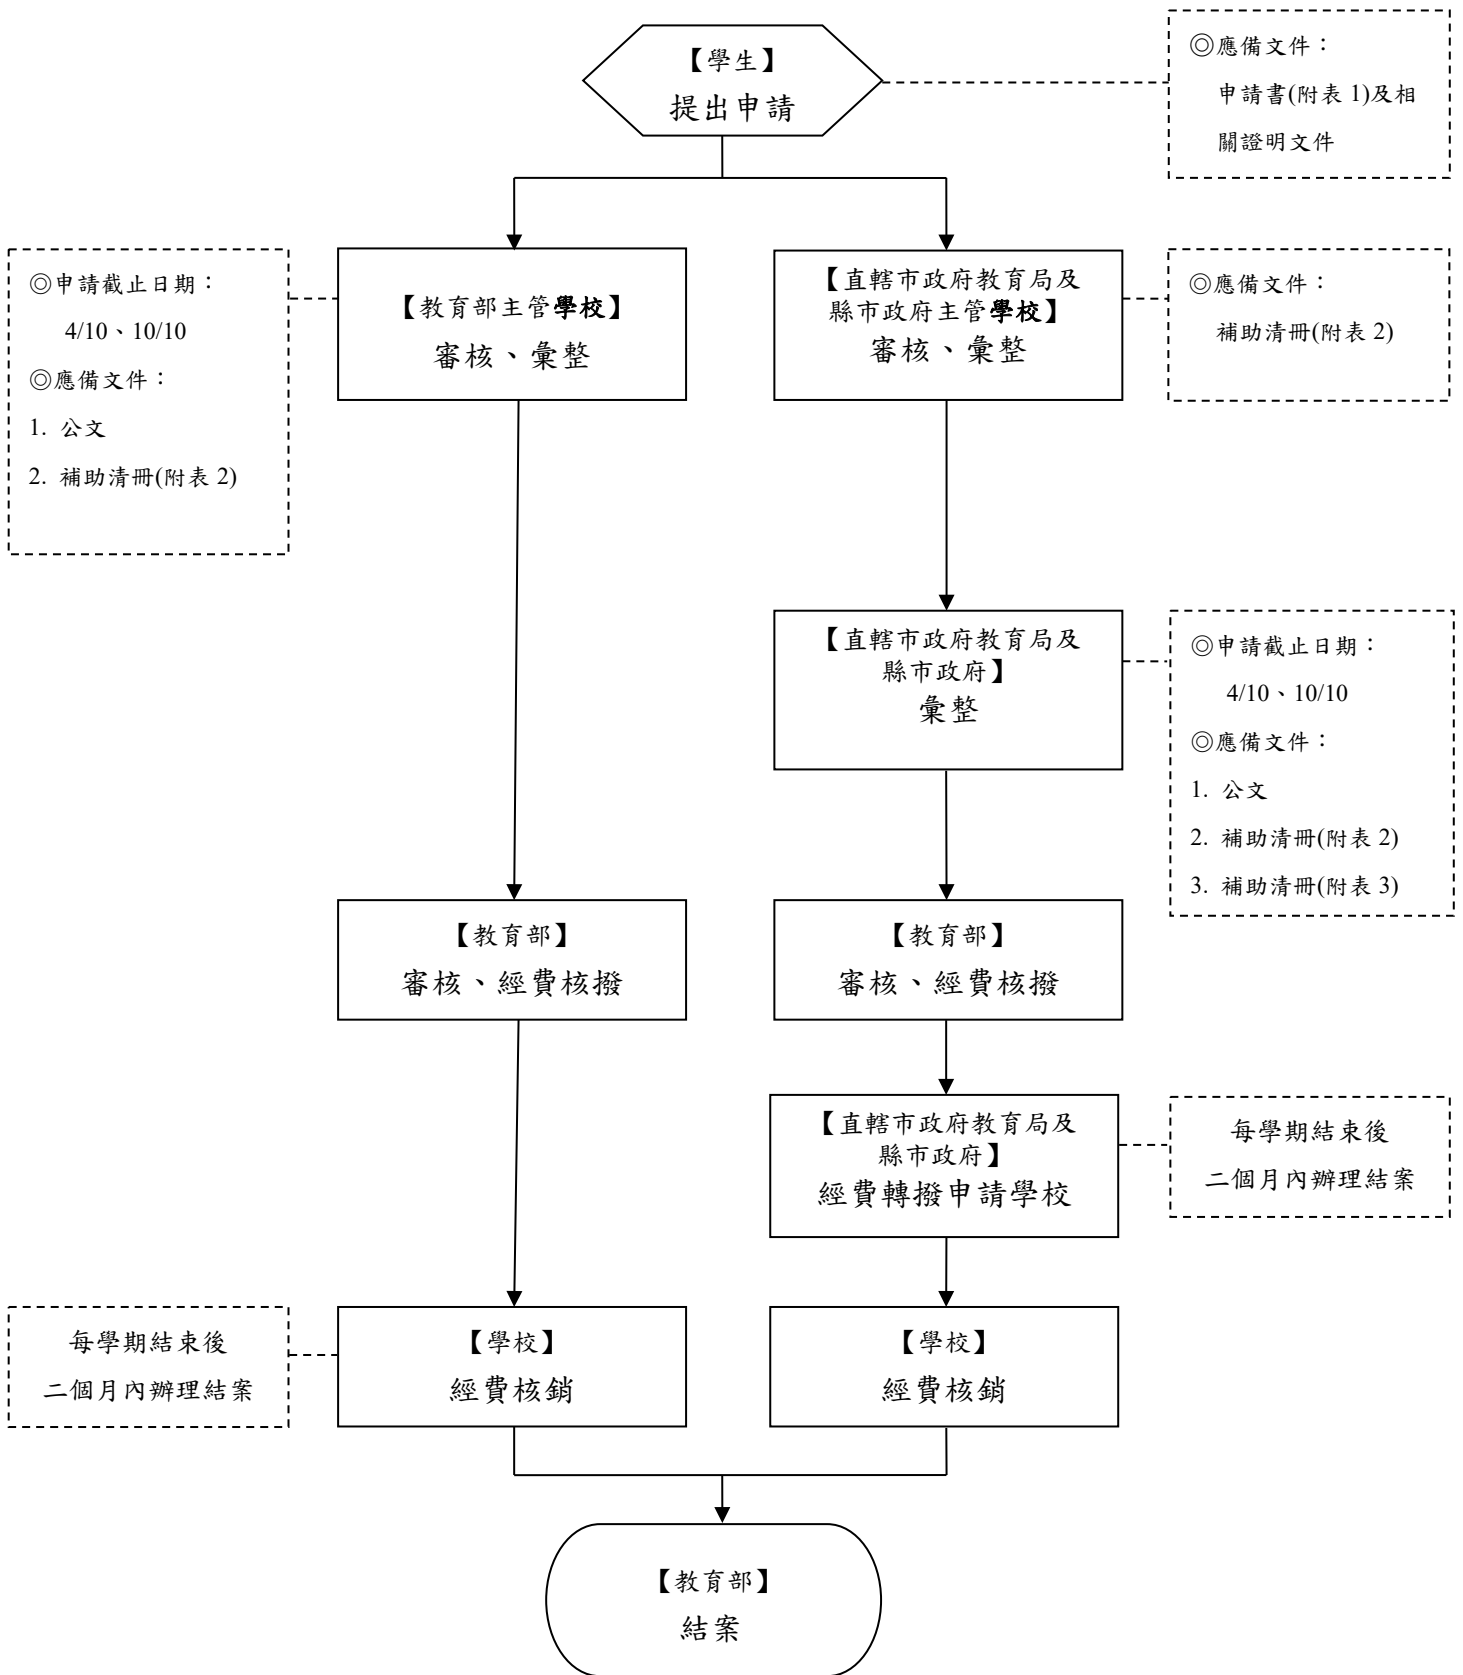 【學生】
提出申請
◎應備文件：
申請書(附表 1)及相
關證明文件
◎申請截止日期：
4/10、10/10
◎應備文件：
1. 公文
2. 補助清冊(附表 2)
【教育部主管學校】
審核、彙整
【直轄市政府教育局及
縣市政府主管學校】
審核、彙整
◎應備文件：
補助清冊(附表 2)
【直轄市政府教育局及
縣市政府】
彙整
◎申請截止日期：
4/10、10/10
◎應備文件：
1. 公文
2. 補助清冊(附表 2)
3. 補助清冊(附表 3)
【教育部】
審核、經費核撥
【教育部】
審核、經費核撥
【直轄市政府教育局及
縣市政府】
經費轉撥申請學校
每學期結束後
二個月內辦理結案
每學期結束後
二個月內辦理結案
【學校】
經費核銷
【學校】
經費核銷
【教育部】
結案